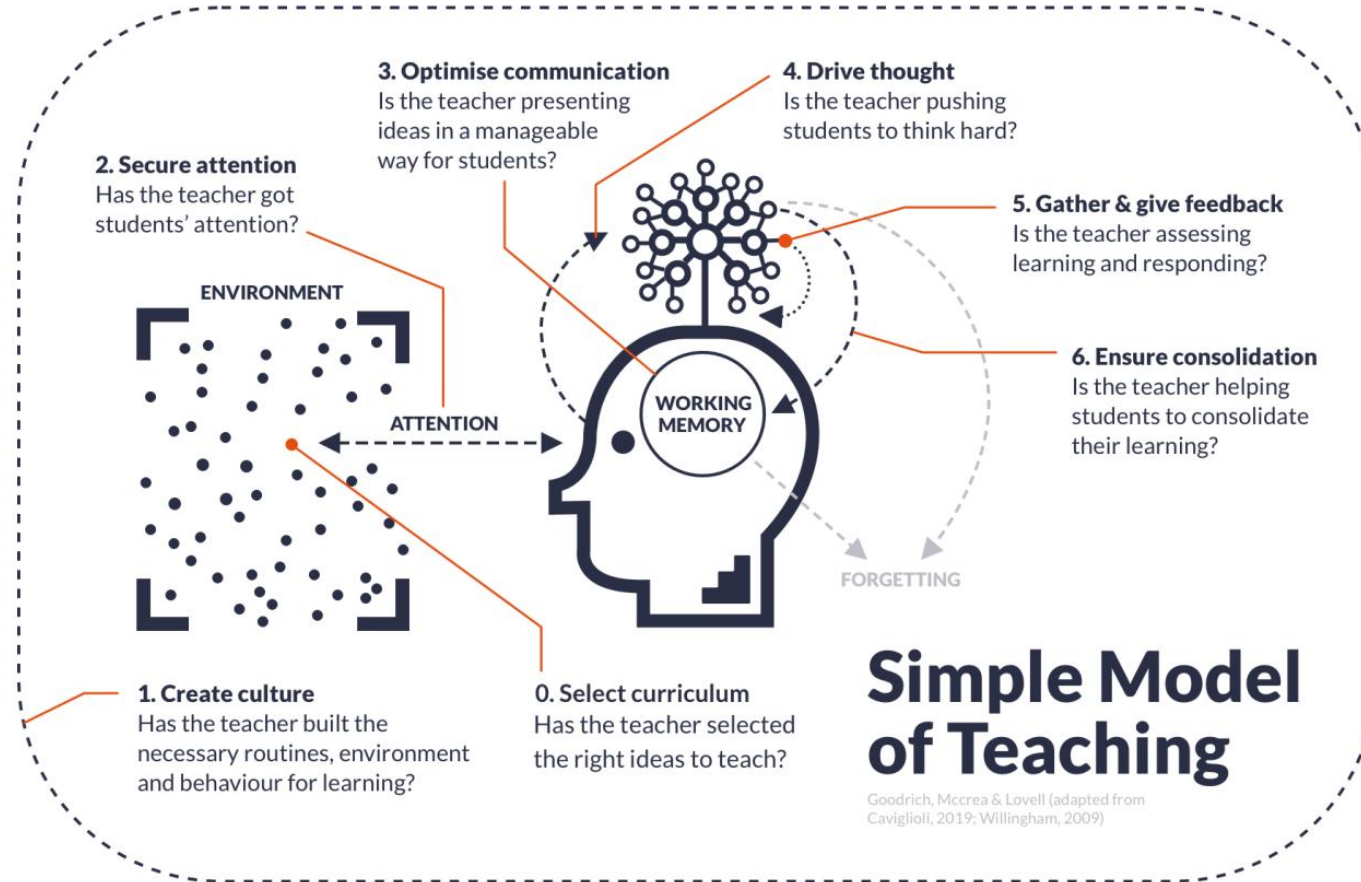 3. Optimise communication
Is the teacher presenting
ideas in a manageable
way for students?
4. Drive thought
Is the teacher pushing
students to think hard?
2. Secure attention
Has the teacher got
students' attention?
5. Gather & give feedback
Is the teacher assessing
learning and responding?
ENVIRONMENT
ATTENTION
WORKING
MEMORY
6. Ensure consolidation
Is the teacher helping
students to consolidate
their learning?
FORGETTING
1. Create culture
Has the teacher built the
necessary routines, environment
and behaviour for learning?
0. Select curriculum
Has the teacher selected
the right ideas to teach?
Simple Model
of Teaching
Goodrich, Mccrea & Lovell (adapted from
Caviglioli, 2019; Willingham, 2009)